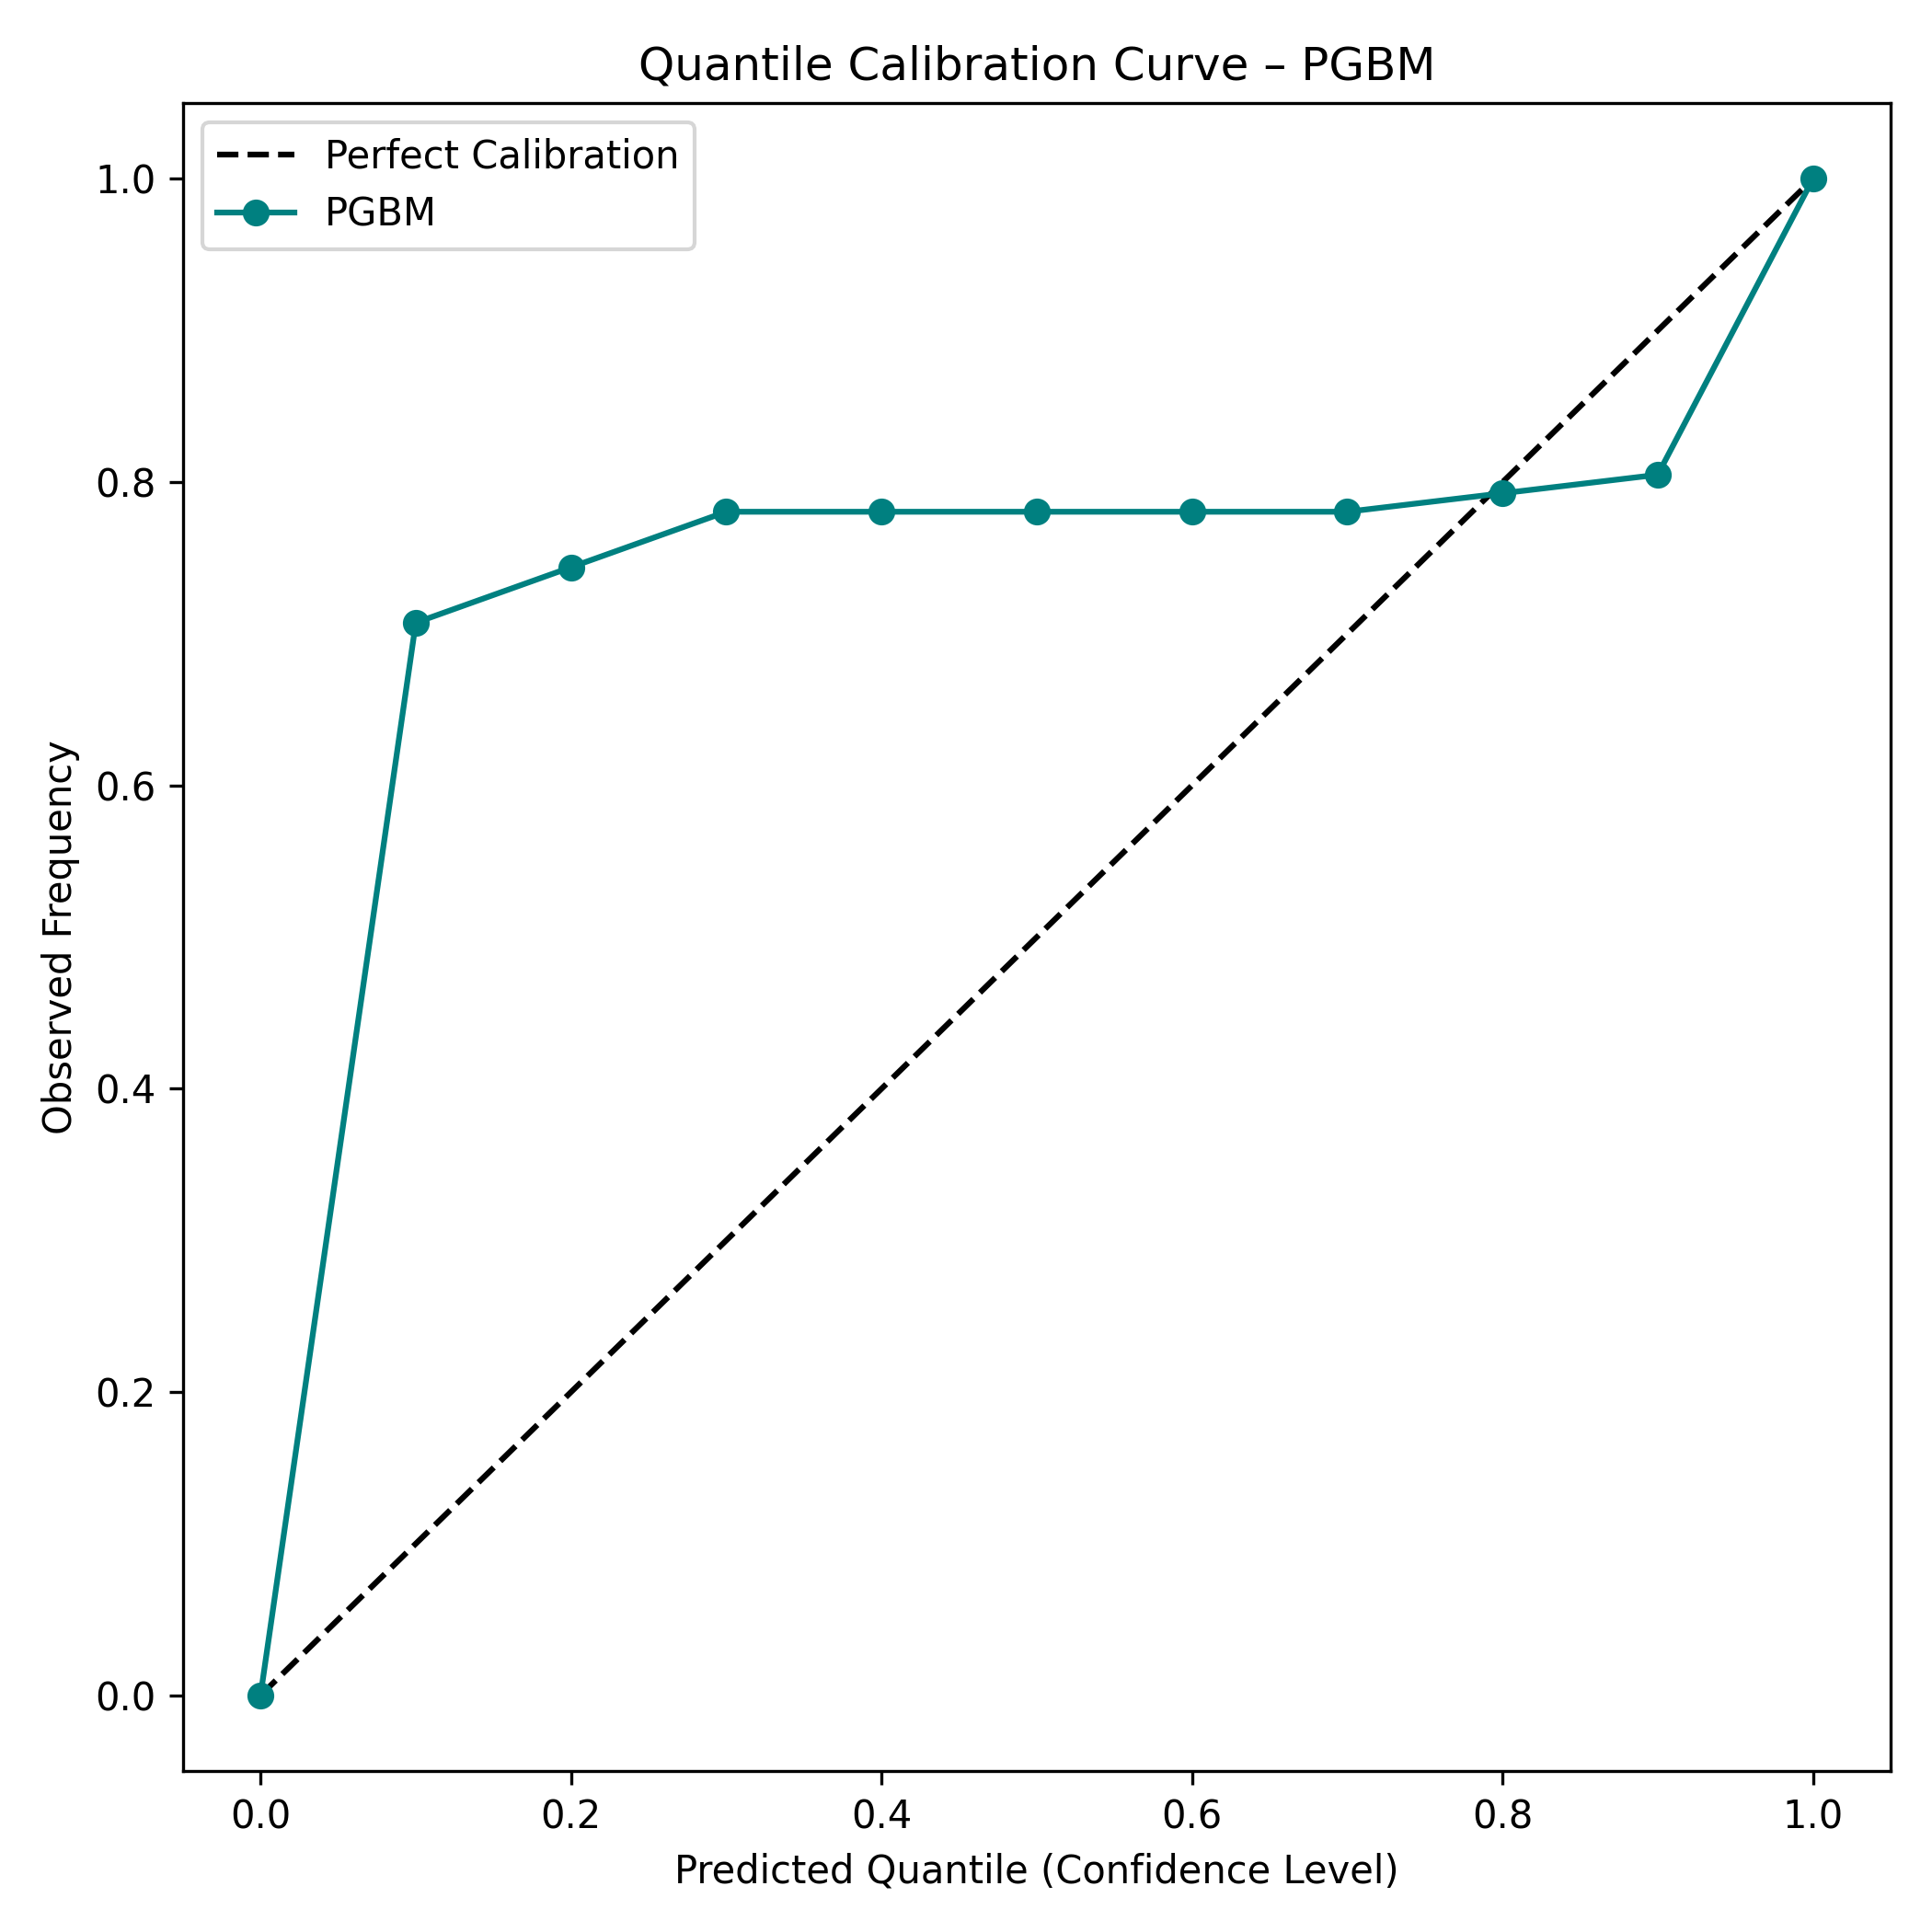 Quantile Calibration Curve – PGBM
Perfect Calibration
PGBM
1.0
0.8
0.6
0.4
0.2
0.0
Observed Frequency
0.0 0.2 0.4 0.6 0.8 1.0
Predicted Quantile (Confidence Level)